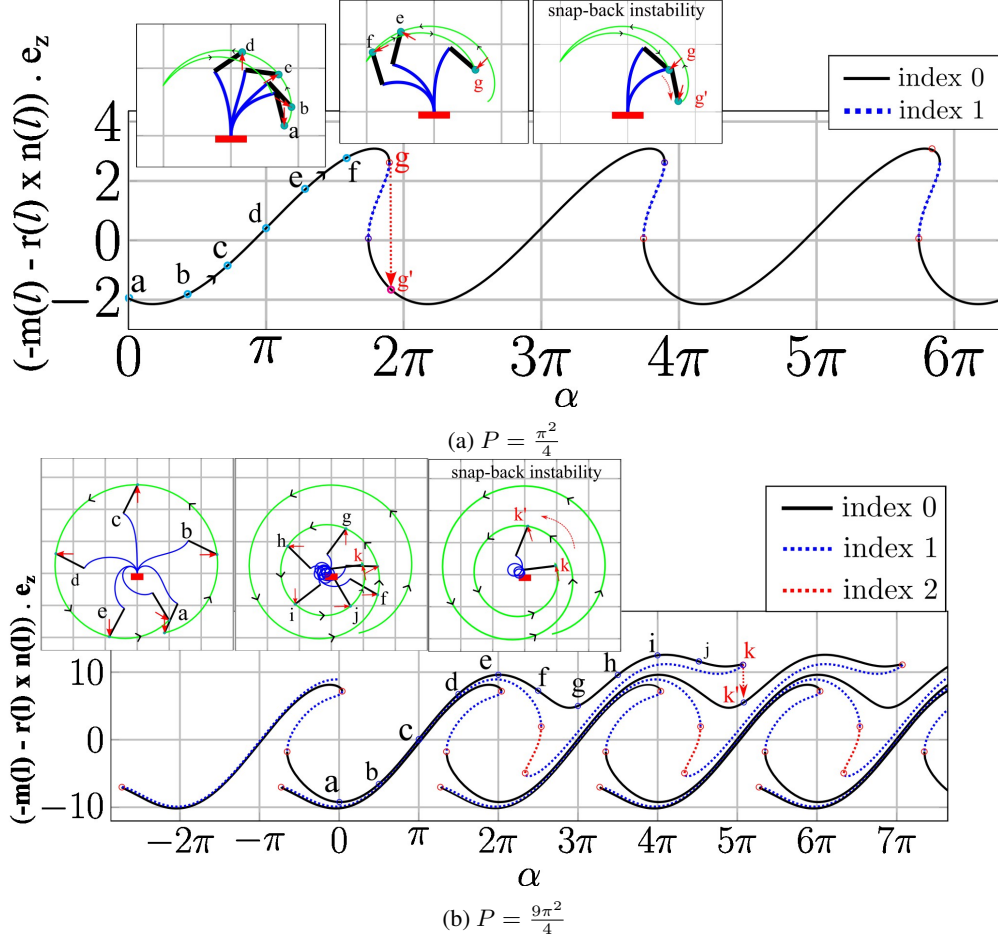 snap-back instability
d
c
b
a
e
f
g
g
g'
index 0
index 1
(-m(l) - r(l) x n(l)) . e_z
4
2
0
−2
a
b
c
d
e
f
g
g'
0
π
2π
3π
4π
5π
6π
α
(a) P = π²/4
snap-back instability
c
b
d
e
a
g
h
k
i
j
f
k'
k
index 0
index 1
index 2
(-m(l) - r(l) x n(l)) . e_z
10
0
−10
a
b
c
d
e
f
g
h
i
j
k
k'
−2π
−π
0
π
2π
3π
4π
5π
6π
7π
α
(b) P = 9π²/4